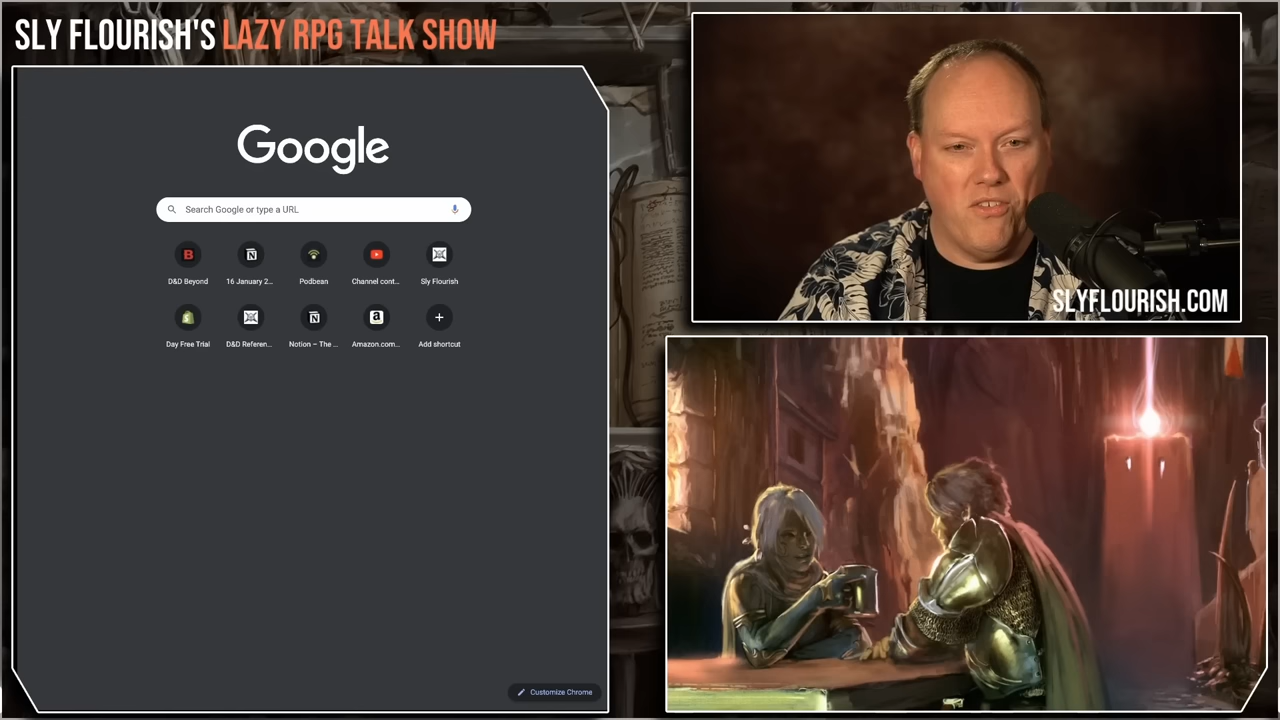 SLY FLOURISH'S LAZY RPG TALK SHOW
Google
Search Google or type a URL
D&D Beyond
16 January 2...
Podbean
Channel cont...
Sly Flourish
Day Free Trial
D&D Referen...
Notion – The ...
Amazon.com...
Add shortcut
Customize Chrome
SLYFLOURISH.COM